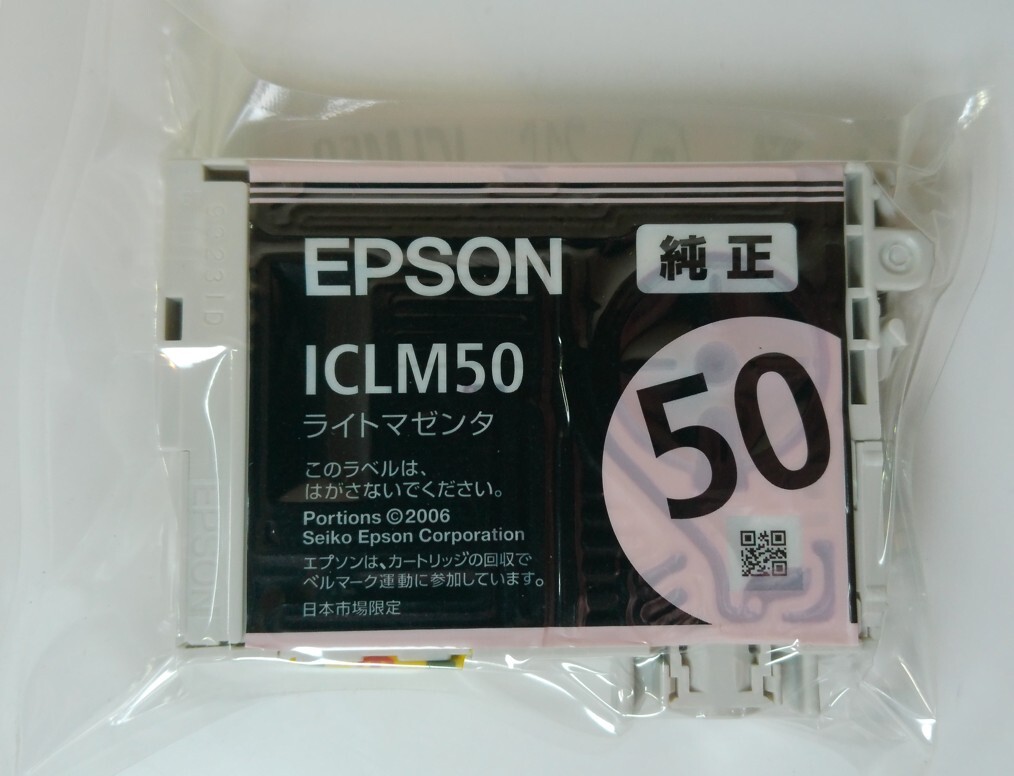 EPSON
純正
ICLM50
ライトマゼンタ
50
このラベルは、
はがさないでください。
Portions ©2006
Seiko Epson Corporation
エプソンは、カートリッジの回収で
ベルマーク運動に参加しています。
日本市場限定
EPSON